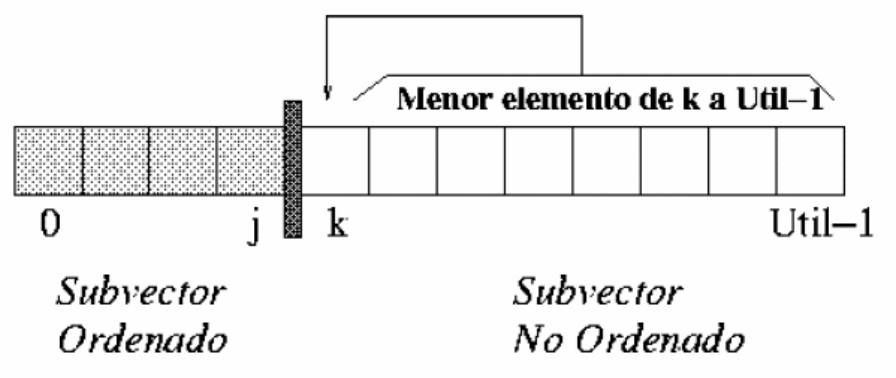 Menor elemento de k a Util–1
0 j k Util–1
Subvector Subvector
Ordenado No Ordenado